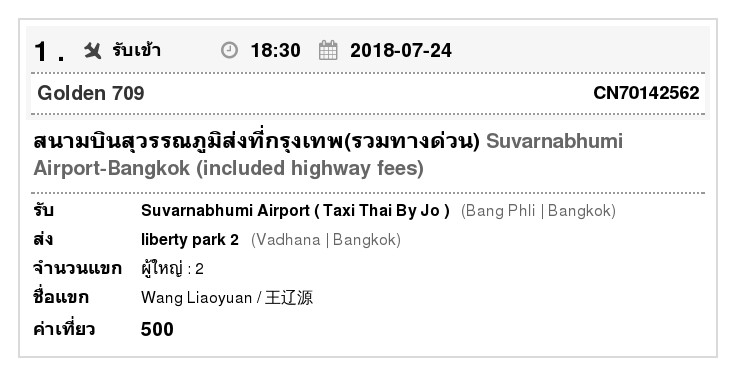 1 . รับเข้า 18:30 2018-07-24
Golden 709 CN70142562
สนามบินสุวรรณภูมิส่งที่กรุงเทพ(รวมทางด่วน) Suvarnabhumi
Airport-Bangkok (included highway fees)
รับ Suvarnabhumi Airport ( Taxi Thai By Jo ) (Bang Phli | Bangkok)
ส่ง liberty park 2 (Vadhana | Bangkok)
จำนวนแขก ผู้ใหญ่ : 2
ชื่อแขก Wang Liaoyuan / 王辽源
ค่าเที่ยว 500